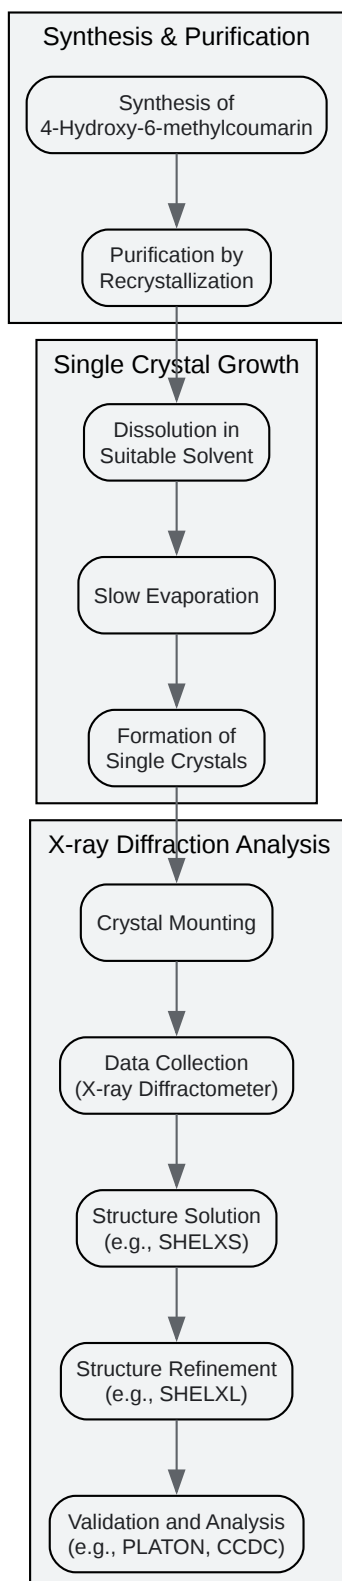 Synthesis & Purification
Synthesis of
4-Hydroxy-6-methylcoumarin
Purification by
Recrystallization
Single Crystal Growth
Dissolution in
Suitable Solvent
Slow Evaporation
Formation of
Single Crystals
X-ray Diffraction Analysis
Crystal Mounting
Data Collection
(X-ray Diffractometer)
Structure Solution
(e.g., SHELXS)
Structure Refinement
(e.g., SHELXL)
Validation and Analysis
(e.g., PLATON, CCDC)